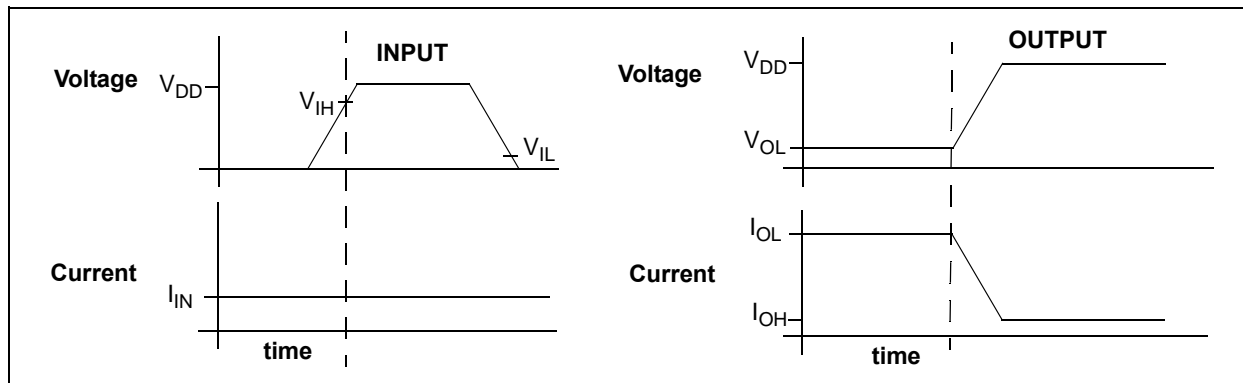 INPUT
Voltage
VDD
VIH
VIL
Current
IIN
time
OUTPUT
Voltage
VDD
VOL
IOL
Current
IOH
time